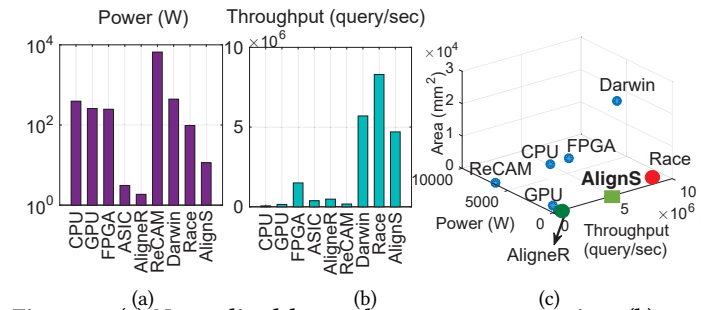 Power (W)
10^4
10^2
10^0
CPU
GPU
FPGA
ASIC
AligneR
ReCAM
Darwin
Race
AlignS
(a)
Throughput (query/sec)
×10^6
10
5
0
CPU
GPU
FPGA
ASIC
AligneR
ReCAM
Darwin
Race
AlignS
(b)
×10^4
Area (mm^2)
3
2
1
0
10000
5000
0
Power (W)
0
5
10
×10^6
Throughput
(query/sec)
Darwin
CPU
FPGA
ReCAM
GPU
AlignS
Race
AligneR
(c)